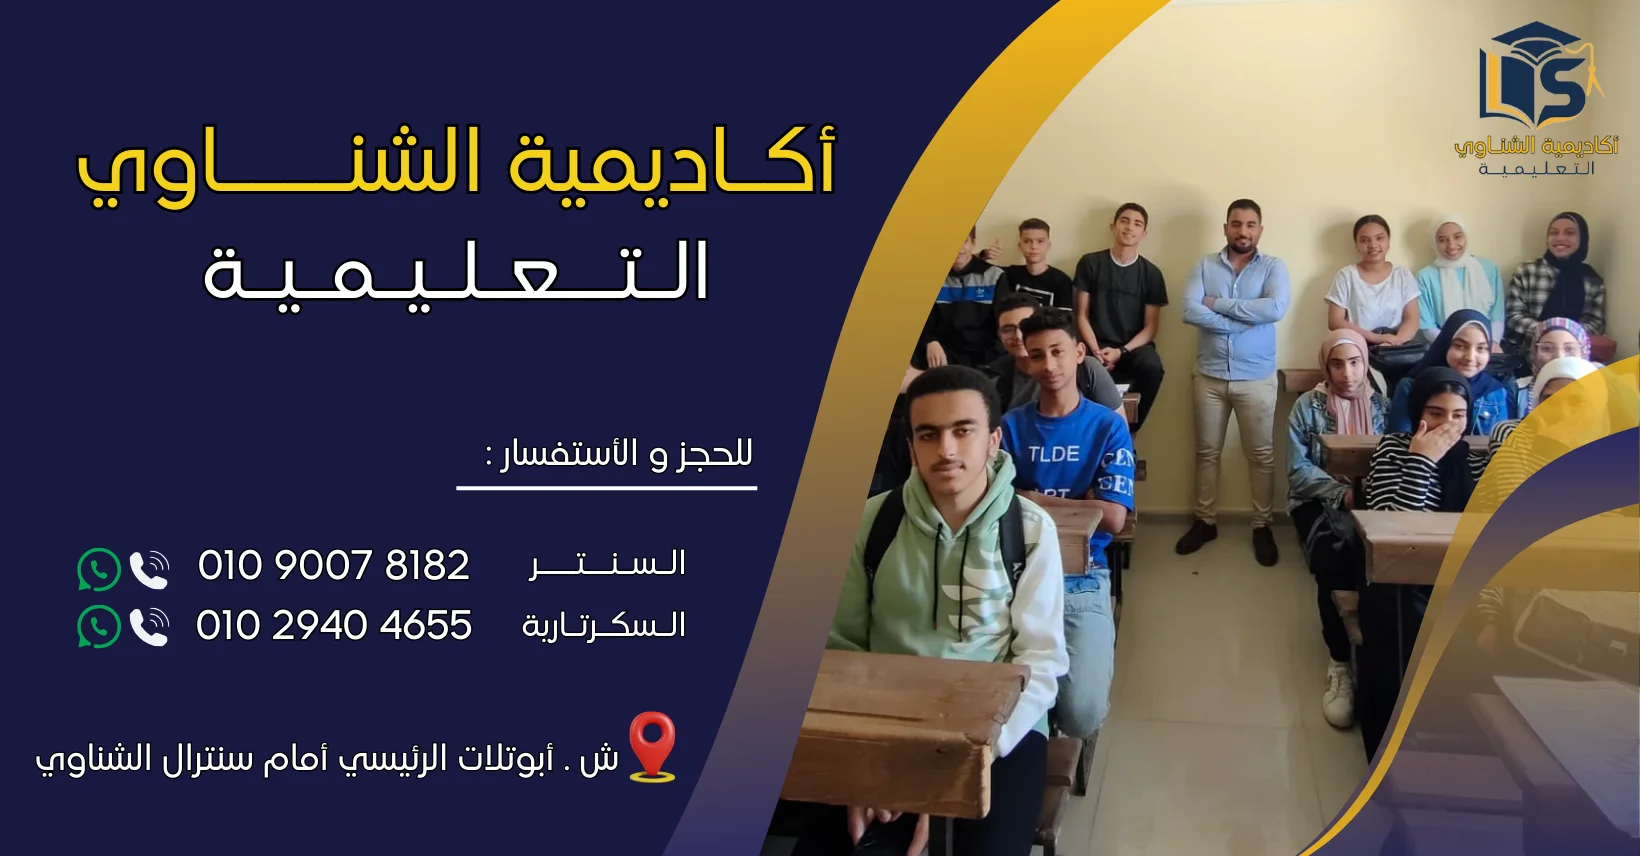 أكاديمية الشناوي
التعليمية
للحجز و الأستفسار :
السنتر 010 9007 8182
السكرتارية 010 2940 4655
ش . أبوتلات الرئيسي أمام سنترال الشناوي
LS
أكاديمية الشناوي
التعليمية
TLDE